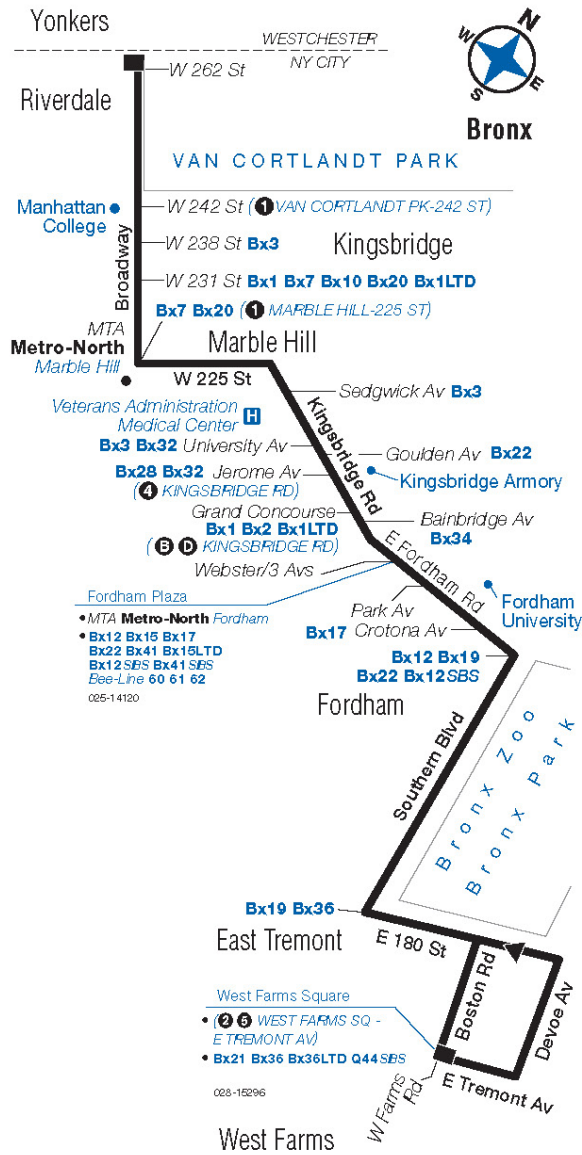 Yonkers
WESTCHESTER
NY CITY
N
W
E
S
Bronx
W 262 St
Riverdale
VAN CORTLANDT PARK
Manhattan
College
W 242 St (1 VAN CORTLANDT PK-242 ST)
W 238 St Bx3
Kingsbridge
Broadway
W 231 St Bx1 Bx7 Bx10 Bx20 Bx1LTD
Bx7 Bx20 (1 MARBLE HILL-225 ST)
MTA
Metro-North
Marble Hill
Marble Hill
W 225 St
Sedgwick Av Bx3
Veterans Administration
Medical Center H
Kingsbridge Rd
Bx3 Bx32 University Av
Goulden Av Bx22
Bx28 Bx32 Jerome Av
(4 KINGSBRIDGE RD)
Kingsbridge Armory
Grand Concourse
Bx1 Bx2 Bx1LTD
(B D KINGSBRIDGE RD)
Bainbridge Av
Bx34
Webster/3 Avs
E Fordham Rd
Fordham Plaza
•MTA Metro-North Fordham
•Bx12 Bx15 Bx17
Bx22 Bx41 Bx15LTD
Bx12SBS Bx41SBS
Bee-Line 60 61 62
025-14120
Park Av
Bx17 Crotona Av
Fordham
University
Bx12 Bx19
Bx22 Bx12SBS
Fordham
Southern Blvd
Bronx Zoo
Bronx Park
Bx19 Bx36
East Tremont
E 180 St
Boston Rd
Devoe Av
West Farms Square
• (2 5 WEST FARMS SQ -
E TREMONT AV)
• Bx21 Bx36 Bx36LTD Q44SBS
028-15296
W Farms
Rd
E Tremont Av
West Farms